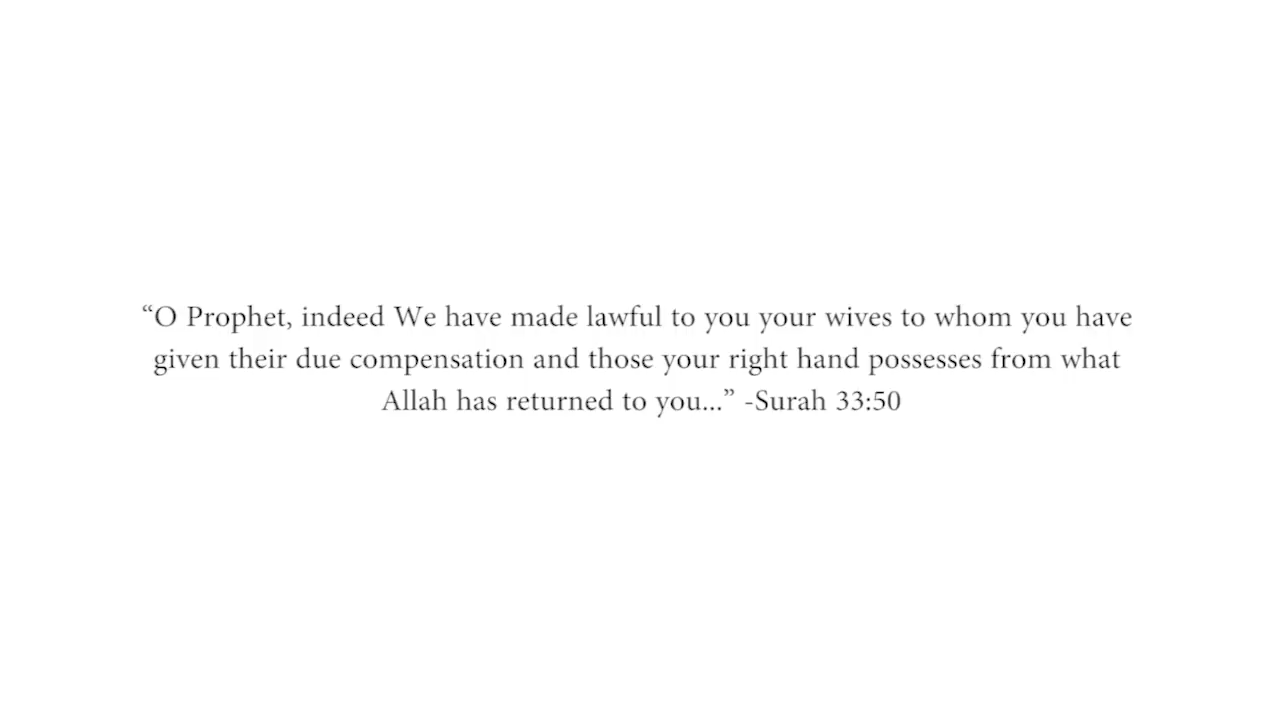 “O Prophet, indeed We have made lawful to you your wives to whom you have
given their due compensation and those your right hand possesses from what
Allah has returned to you...” -Surah 33:50